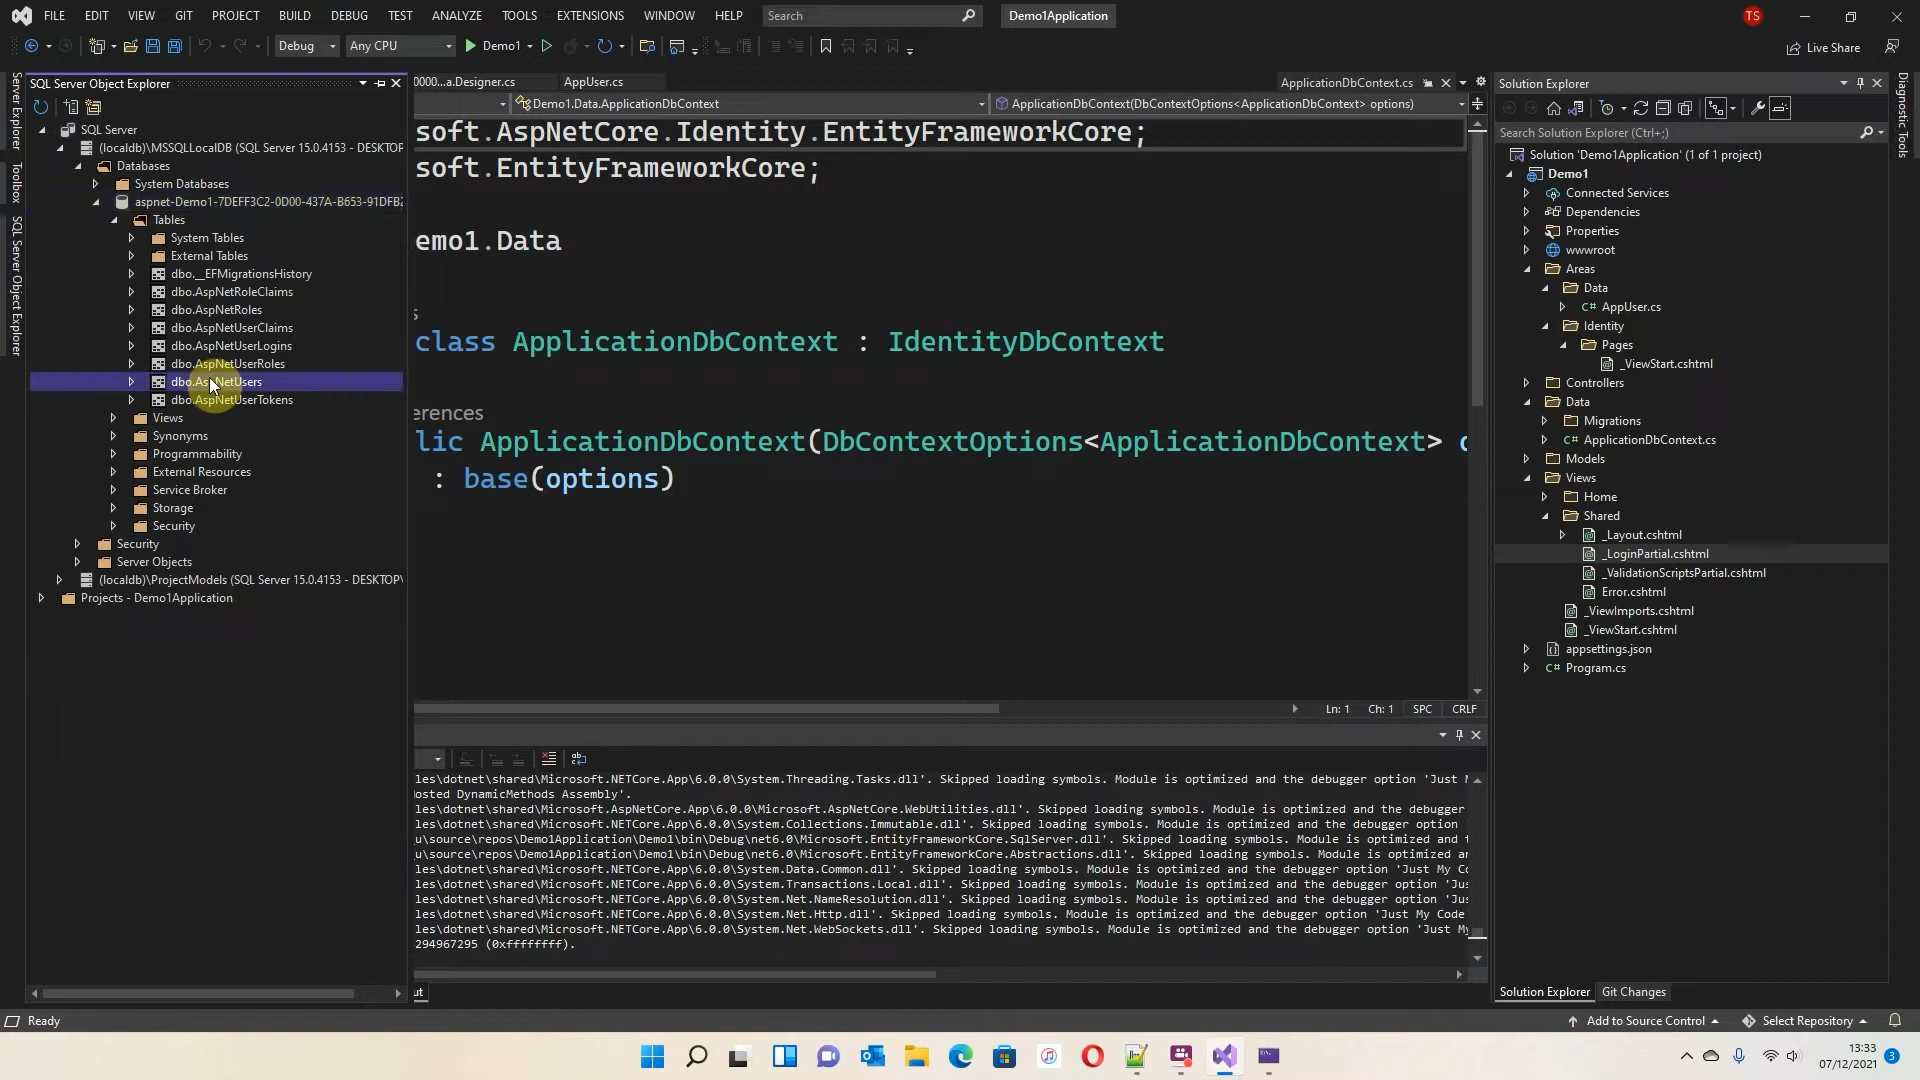 FILE EDIT VIEW GIT PROJECT BUILD DEBUG TEST ANALYZE TOOLS EXTENSIONS WINDOW HELP Search Demo1Application TS
Debug Any CPU Demo1 Live Share
Server Explorer
Toolbox
SQL Server Object Explorer
SQL Server Object Explorer
SQL Server
(localdb)\MSSQLLocalDB (SQL Server 15.0.4153 - DESKTOP
Databases
System Databases
aspnet-Demo1-7DEFF3C2-0D00-437A-B653-91DFB2
Tables
System Tables
External Tables
dbo.__EFMigrationsHistory
dbo.AspNetRoleClaims
dbo.AspNetRoles
dbo.AspNetUserClaims
dbo.AspNetUserLogins
dbo.AspNetUserRoles
dbo.AspNetUsers
dbo.AspNetUserTokens
Views
Synonyms
Programmability
External Resources
Service Broker
Storage
Security
Security
Server Objects
(localdb)\ProjectModels (SQL Server 15.0.4153 - DESKTOP\
Projects - Demo1Application
0000...a.Designer.cs AppUser.cs ApplicationDbContext.cs
Demo1.Data.ApplicationDbContext ApplicationDbContext(DbContextOptions<ApplicationDbContext> options)
soft.AspNetCore.Identity.EntityFrameworkCore;
soft.EntityFrameworkCore;
emo1.Data
s
class ApplicationDbContext : IdentityDbContext
erences
lic ApplicationDbContext(DbContextOptions<ApplicationDbContext> o
: base(options)
Ln: 1 Ch: 1 SPC CRLF
les\dotnet\shared\Microsoft.NETCore.App\6.0.0\System.Threading.Tasks.dll'. Skipped loading symbols. Module is optimized and the debugger option 'Just M
Hosted DynamicMethods Assembly'.
les\dotnet\shared\Microsoft.AspNetCore.App\6.0.0\Microsoft.AspNetCore.WebUtilities.dll'. Skipped loading symbols. Module is optimized and the debugger
les\dotnet\shared\Microsoft.NETCore.App\6.0.0\System.Collections.Immutable.dll'. Skipped loading symbols. Module is optimized and the debugger option '
u\source\repos\Demo1Application\Demo1\bin\Debug\net6.0\Microsoft.EntityFrameworkCore.SqlServer.dll'. Skipped loading symbols. Module is optimized and t
u\source\repos\Demo1Application\Demo1\bin\Debug\net6.0\Microsoft.EntityFrameworkCore.Abstractions.dll'. Skipped loading symbols. Module is optimized an
les\dotnet\shared\Microsoft.NETCore.App\6.0.0\System.Data.Common.dll'. Skipped loading symbols. Module is optimized and the debugger option 'Just My Co
les\dotnet\shared\Microsoft.NETCore.App\6.0.0\System.Transactions.Local.dll'. Skipped loading symbols. Module is optimized and the debugger option 'Jus
les\dotnet\shared\Microsoft.NETCore.App\6.0.0\System.Net.NameResolution.dll'. Skipped loading symbols. Module is optimized and the debugger option 'Jus
les\dotnet\shared\Microsoft.NETCore.App\6.0.0\System.Net.Http.dll'. Skipped loading symbols. Module is optimized and the debugger option 'Just My Code
les\dotnet\shared\Microsoft.NETCore.App\6.0.0\System.Net.WebSockets.dll'. Skipped loading symbols. Module is optimized and the debugger option 'Just My
294967295 (0xffffffff).
ut
Solution Explorer
Search Solution Explorer (Ctrl+;)
Solution 'Demo1Application' (1 of 1 project)
Demo1
Connected Services
Dependencies
Properties
wwwroot
Areas
Data
C# AppUser.cs
Identity
Pages
_ViewStart.cshtml
Controllers
Data
Migrations
C# ApplicationDbContext.cs
Models
Views
Home
Shared
_Layout.cshtml
_LoginPartial.cshtml
_ValidationScriptsPartial.cshtml
Error.cshtml
_ViewImports.cshtml
_ViewStart.cshtml
appsettings.json
C# Program.cs
Solution Explorer Git Changes
Diagnostic Tools
Ready Add to Source Control Select Repository
13:33
07/12/2021 3